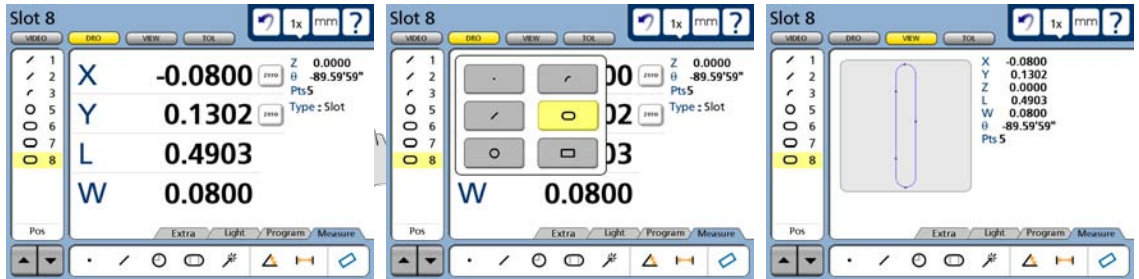 Slot 8
1x mm ?
VIDEO DRO VIEW TOL
1
2
3
5
6
7
8
Pos
X -0.0800 zero
Y 0.1302 zero
L 0.4903
W 0.0800
Z 0.0000
θ -89.59'59"
Pts 5
Type : Slot
Extra Light Program Measure
Slot 8
1x mm ?
VIDEO DRO VIEW TOL
1
2
3
5
6
7
8
Pos
00 zero
02 zero
03
W 0.0800
Z 0.0000
θ -89.59'59"
Pts 5
Type : Slot
Extra Light Program Measure
Slot 8
1x mm ?
VIDEO DRO VIEW TOL
1
2
3
5
6
7
8
Pos
X -0.0800
Y 0.1302
Z 0.0000
L 0.4903
W 0.0800
θ -89.59'59"
Pts 5
Extra Light Program Measure